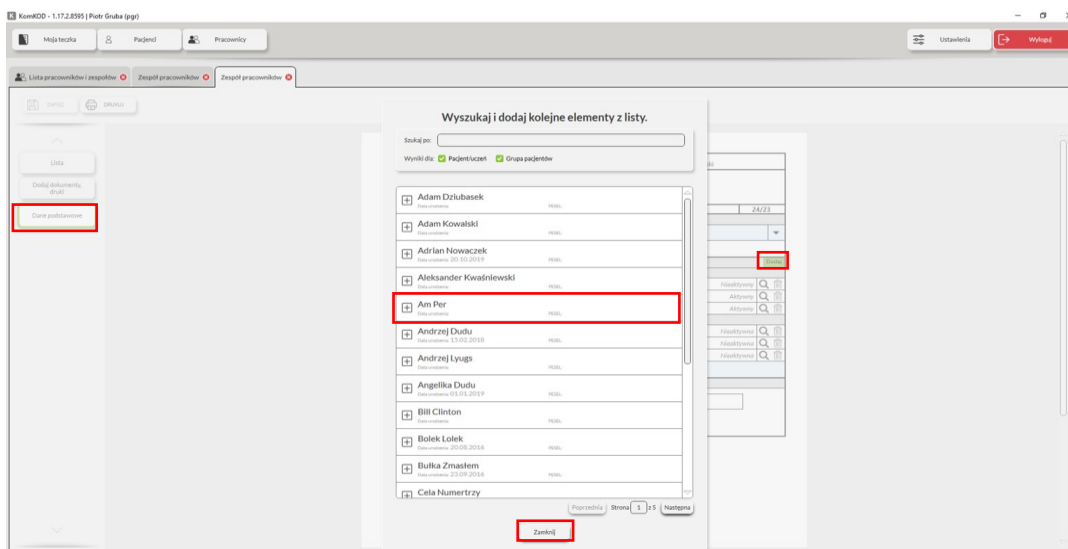 KomKOD - 1.17.2.8595 | Piotr Gruba (pgr)
Moja teczka Pacjenci Pracownicy Ustawienia Wyloguj
Lista pracowników i zespołów Zespół pracowników Zespół pracowników
ZAPISZ DRUKUJ
Lista
Dodaj dokumenty, druki
Dane podstawowe
Wyszukaj i dodaj kolejne elementy z listy.
Szukaj po:
Wyniki dla: Pacjent/uczeń Grupa pacjentów
Adam Dziubasek
Data urodzenia: PESEL:
Adam Kowalski
Data urodzenia: PESEL:
Adrian Nowaczek
Data urodzenia: 20.10.2019 PESEL:
Aleksander Kwaśniewski
Data urodzenia: PESEL:
Am Per
Data urodzenia: PESEL:
Andrzej Dudu
Data urodzenia: 13.02.2018 PESEL:
Andrzej Lyugs
Data urodzenia: PESEL:
Angelika Dudu
Data urodzenia: 01.01.2019 PESEL:
Bill Clinton
Data urodzenia: PESEL:
Bolek Lolek
Data urodzenia: 20.08.2016 PESEL:
Bułka Zmasłem
Data urodzenia: 23.09.2016 PESEL:
Cela Numertrzy
Poprzednia Strona 1 z 5 Następna
Zamknij
24/23
Dodaj
Nieaktywny
Aktywny
Aktywny
Nieaktywna
Nieaktywna
Nieaktywna